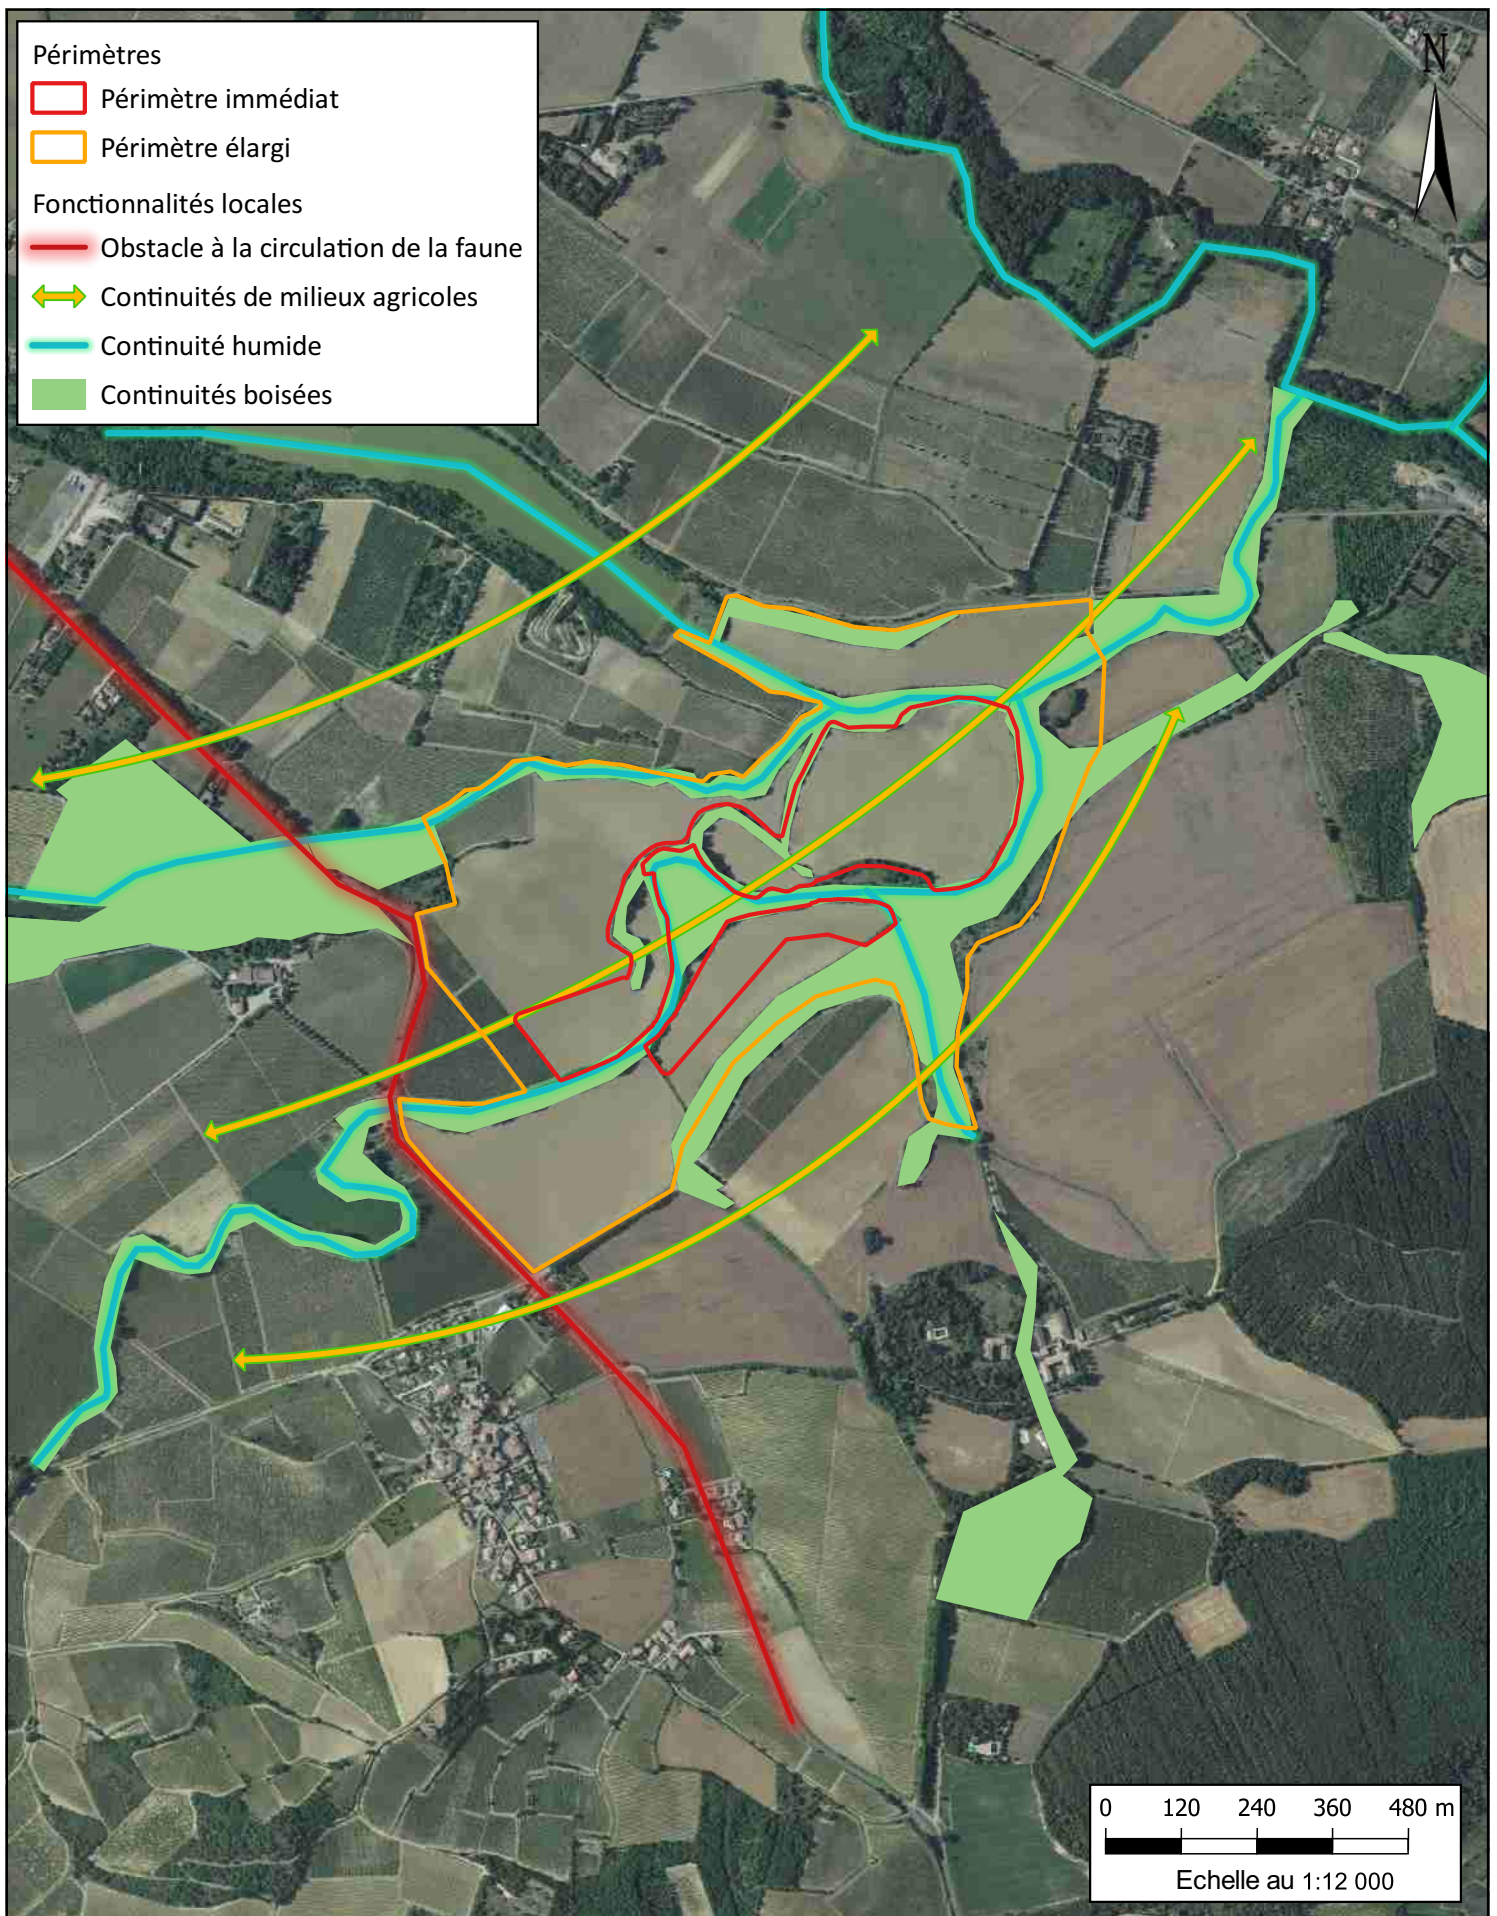 Périmètres
Périmètre immédiat
Périmètre élargi
Fonctionnalités locales
Obstacle à la circulation de la faune
Continuités de milieux agricoles
Continuité humide
Continuités boisées
N
0 120 240 360 480 m
Echelle au 1:12 000